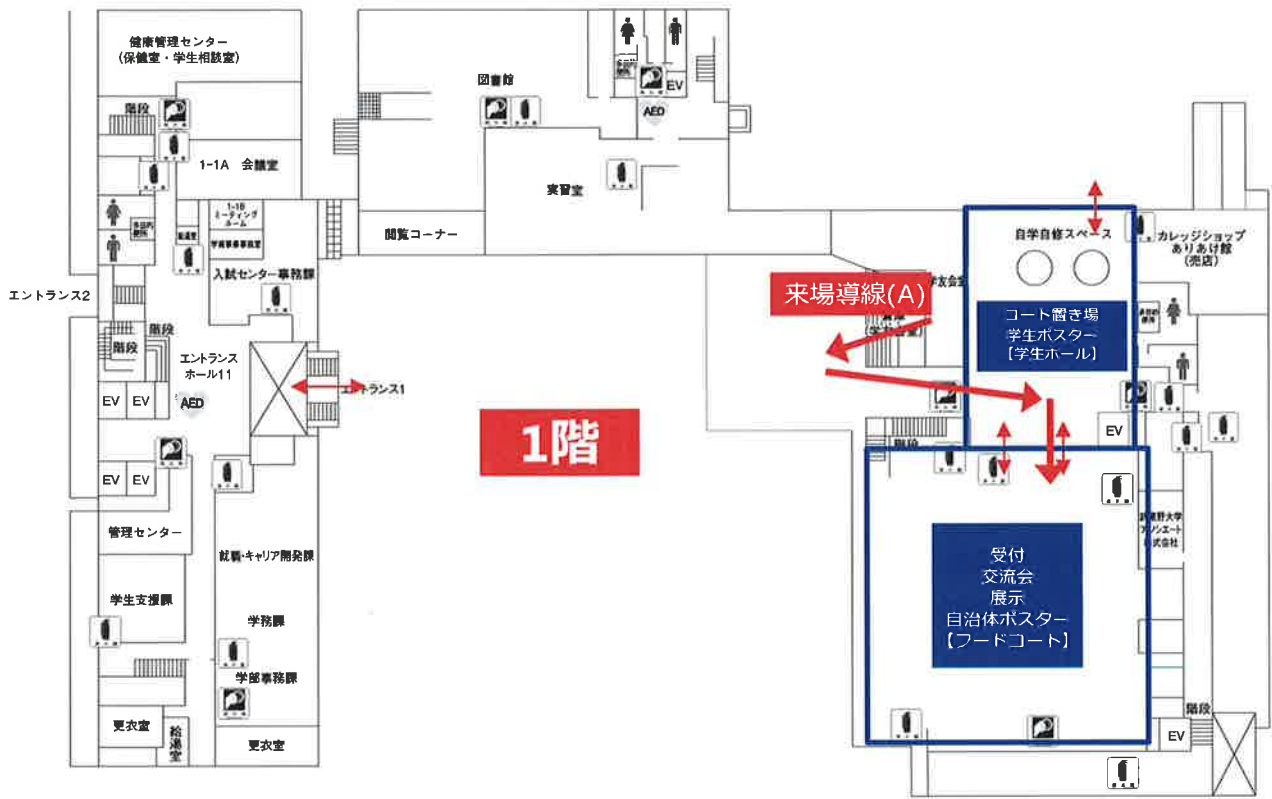 健康管理センター
(保健室・学生相談室)
階段
1-1A 会議室
1-1B
ミーティング
ルーム
入試センター事務課
エントランス2
階段
階段
エントランス
ホール11
EV
EV
AED
エントランス1
EV
EV
管理センター
就職・キャリア開発課
学生支援課
学務課
学部事務課
更衣室
給湯室
更衣室
図書館
EV
AED
実習室
閲覧コーナー
1階
来場導線(A)
自学自修スペース
カレッジショップ
ありあけ館
(売店)
コート置き場
学生ポスター
【学生ホール】
EV
階段
受付
交流会
展示
自治体ポスター
【フードコート】
階段
EV